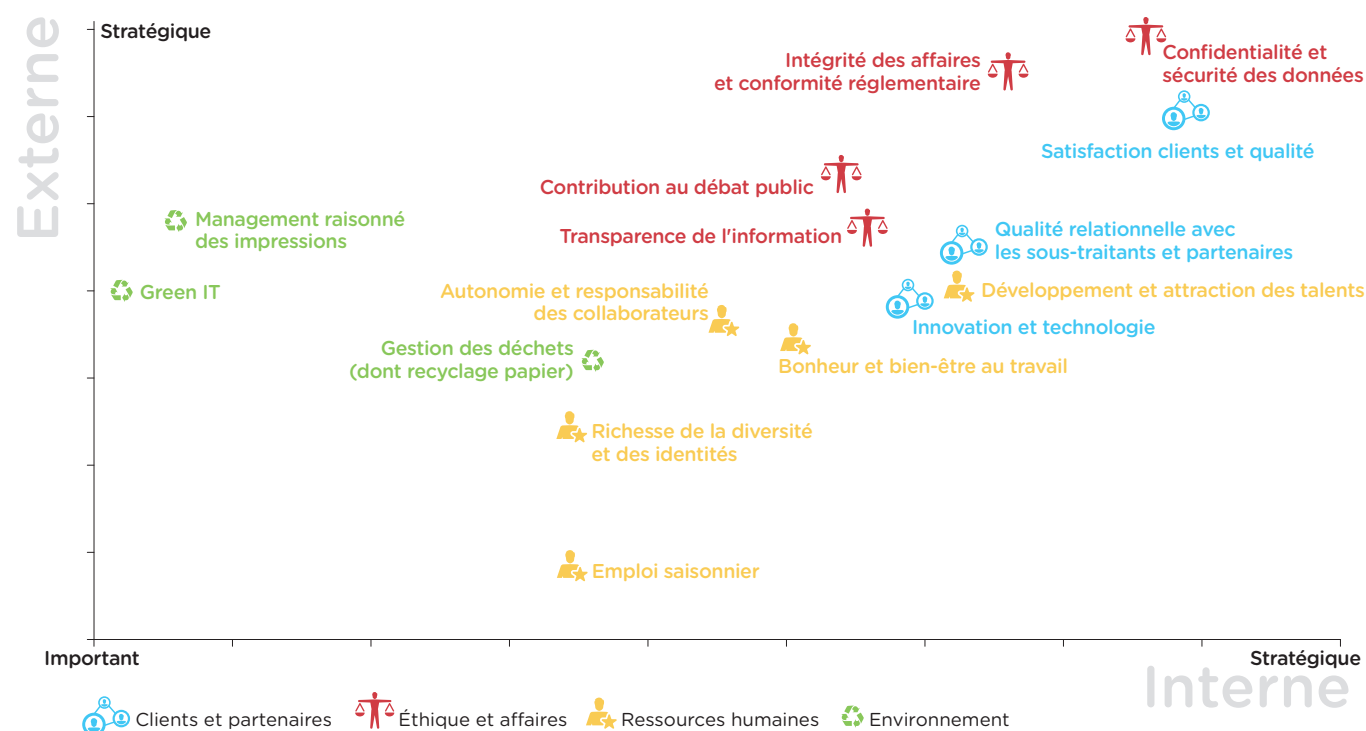 Externe
Stratégique
Intégrité des affaires
et conformité réglementaire
Confidentialité et
sécurité des données
Satisfaction clients et qualité
Contribution au débat public
Management raisonné
des impressions
Transparence de l'information
Qualité relationnelle avec
les sous-traitants et partenaires
Green IT
Autonomie et responsabilité
des collaborateurs
Développement et attraction des talents
Innovation et technologie
Gestion des déchets
(dont recyclage papier)
Bonheur et bien-être au travail
Richesse de la diversité
et des identités
Emploi saisonnier
Important
Stratégique
Interne
Clients et partenaires
Éthique et affaires
Ressources humaines
Environnement